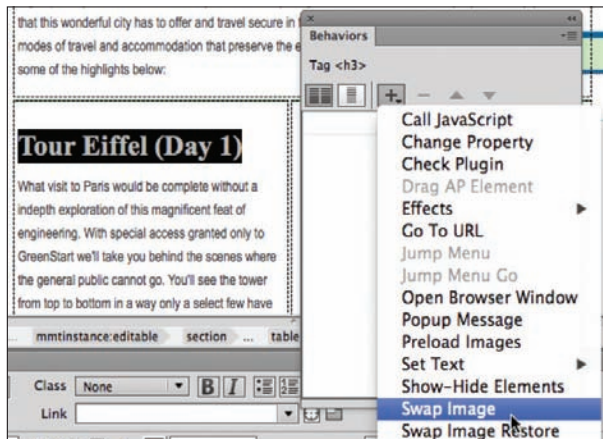 that this wonderful city has to offer and travel secure in
modes of travel and accommodation that preserve the e
some of the highlights below:
Tour Eiffel (Day 1)
What visit to Paris would be complete without a
indepth exploration of this magnificent feat of
engineering. With special access granted only to
GreenStart we'll take you behind the scenes where
the general public cannot go. You'll see the tower
from top to bottom in a way only a select few have
... mmtinstance:editable section ... table
Class None B I
Link
Behaviors
Tag <h3>
Call JavaScript
Change Property
Check Plugin
Drag AP Element
Effects
Go To URL
Jump Menu
Jump Menu Go
Open Browser Window
Popup Message
Preload Images
Set Text
Show-Hide Elements
Swap Image
Swap Image Restore